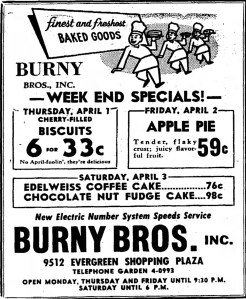 finest and freshest
BAKED GOODS
BURNY
BROS., INC.
—WEEK END SPECIALS!—
THURSDAY, APRIL 1
CHERRY-FILLED
BISCUITS
6 FOR 33c
No April-foolin', they're delicious
FRIDAY, APRIL 2
APPLE PIE
Tender, flaky
crust; juicy flavor-
ful fruit.
59c
SATURDAY, APRIL 3
EDELWEISS COFFEE CAKE..........76c
CHOCOLATE NUT FUDGE CAKE....98c
New Electric Number System Speeds Service
BURNY BROS. INC.
9512 EVERGREEN SHOPPING PLAZA
TELEPHONE GARDEN 4-0993
OPEN MONDAY, THURSDAY AND FRIDAY UNTIL 9:30 P.M.
SATURDAY UNTIL 6 P.M.